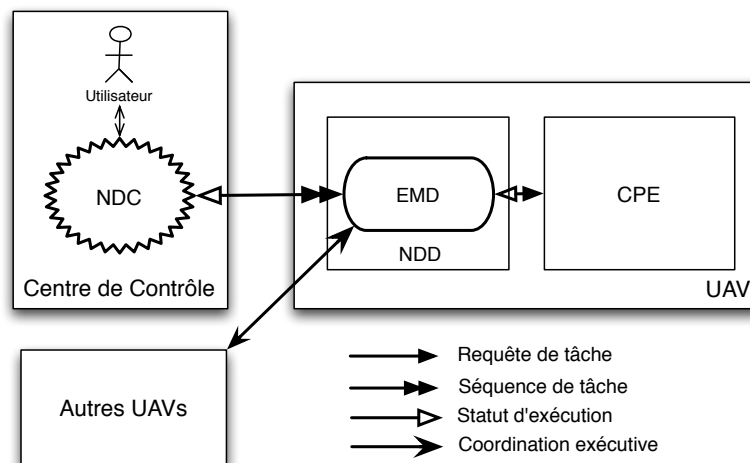 Utilisateur
NDC
Centre de Contrôle
EMD
NDD
CPE
UAV
Autres UAVs
Requête de tâche
Séquence de tâche
Statut d'exécution
Coordination exécutive